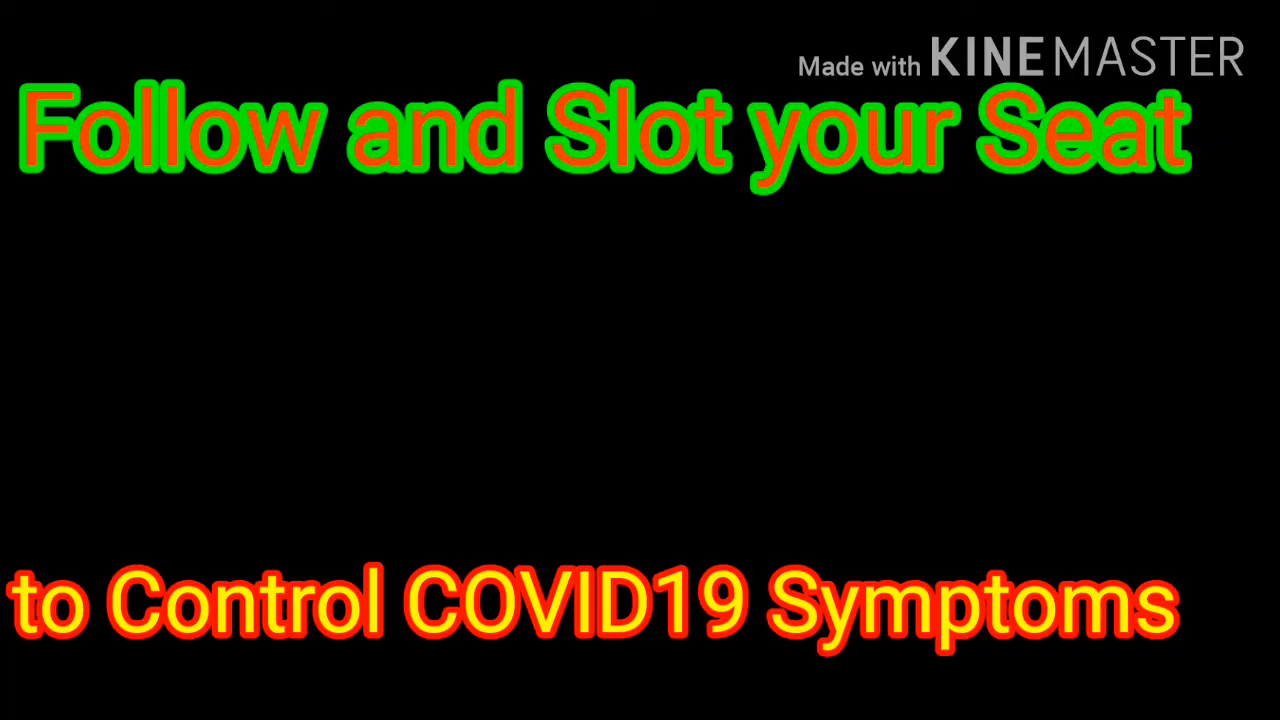 Made with KINEMASTER
Follow and Slot your Seat
to Control COVID19 Symptoms